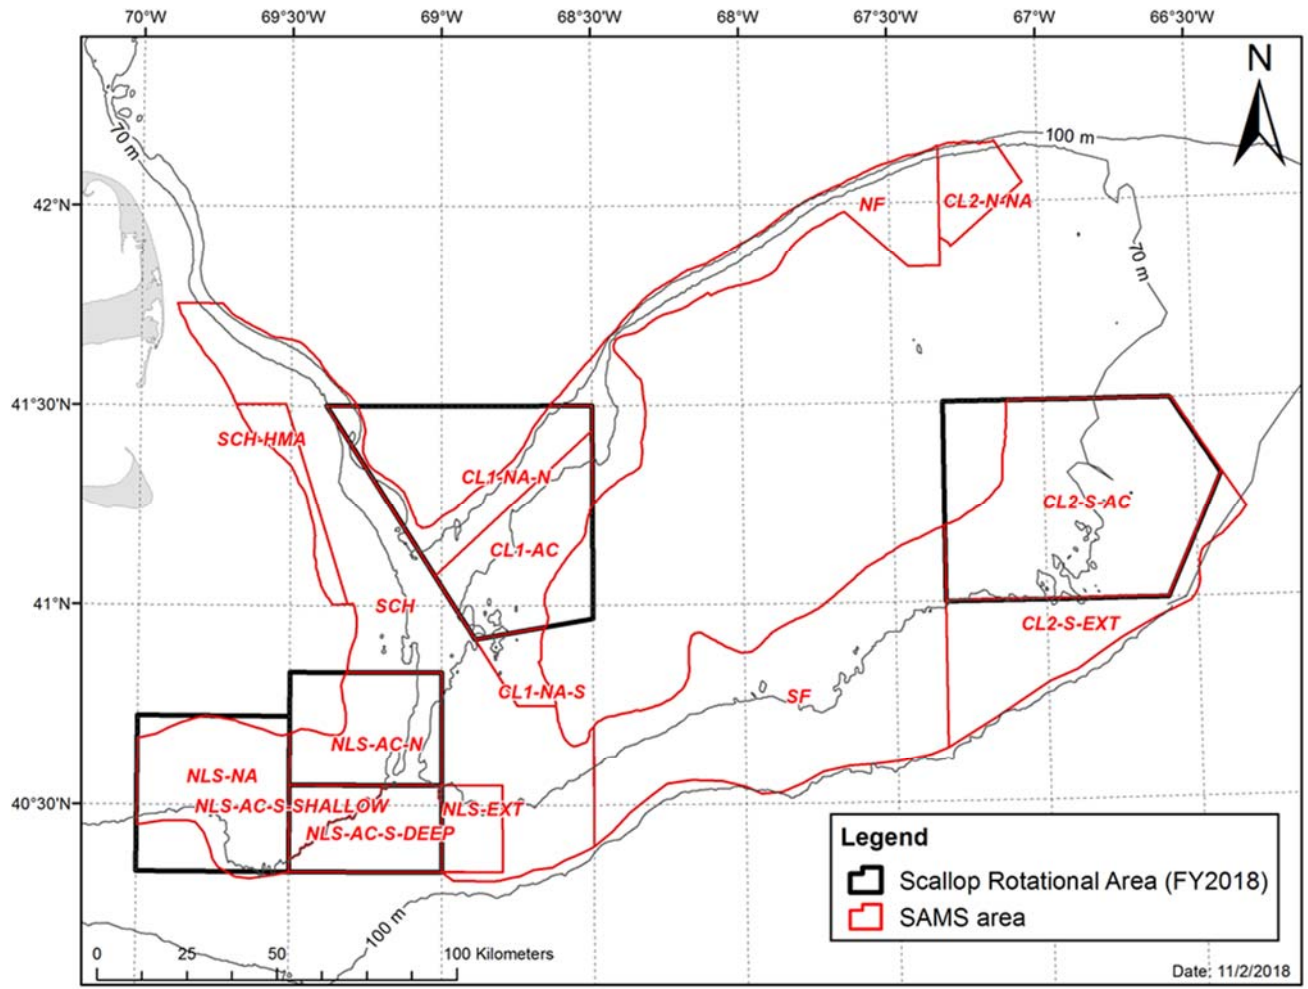 70°W 69°30'W 69°W 68°30'W 68°W 67°30'W 67°W 66°30'W
N
70 m
100 m
42°N
NF
CL2-N-NA
70 m
41°30'N
SCH-HMA
CL1-NA-N
CL2-S-AC
CL1-AC
41°N
SCH
CL2-S-EXT
CL1-NA-S
SF
NLS-AC-N
NLS-NA
40°30'N
NLS-AC-S-SHALLOW
NLS-EXT
NLS-AC-S-DEEP
Legend
Scallop Rotational Area (FY2018)
SAMS area
100 m
0 25 50 100 Kilometers
Date: 11/2/2018